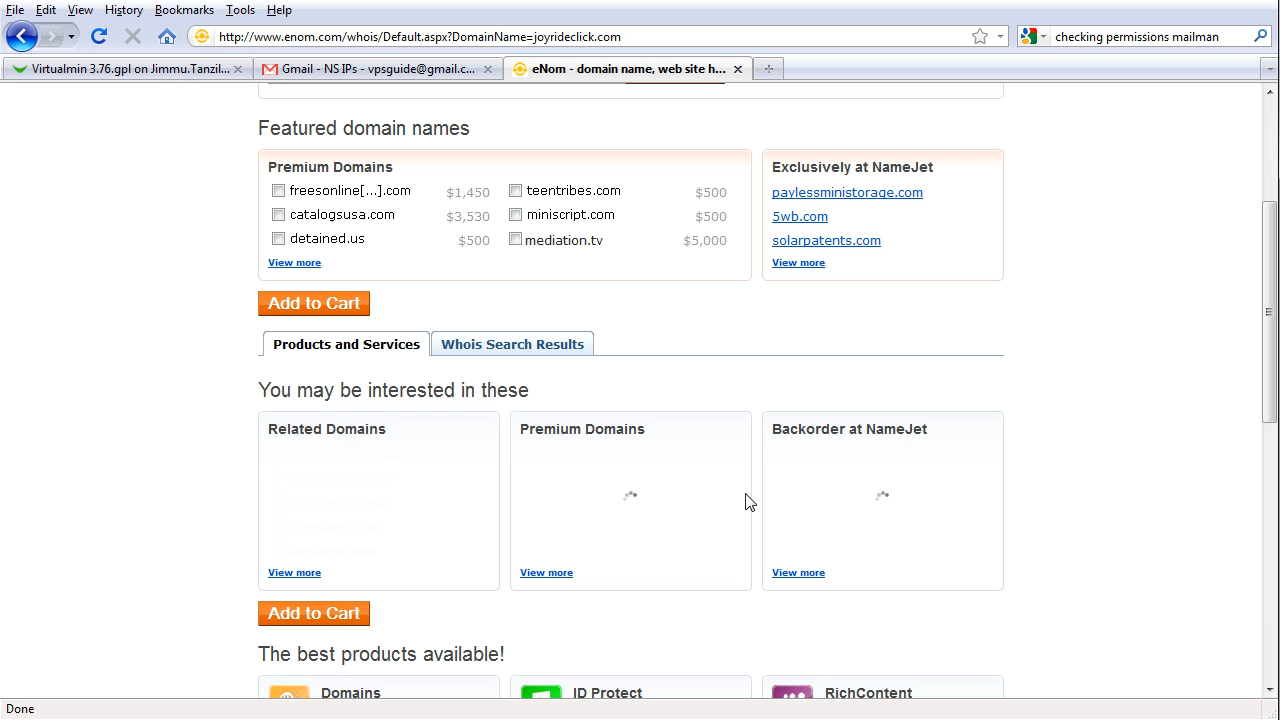 File Edit View History Bookmarks Tools Help
http://www.enom.com/whois/Default.aspx?DomainName=joyrideclick.com
checking permissions mailman
Virtualmin 3.76.gpl on Jimmu.Tanzil...
Gmail - NS IPs - vpsguide@gmail.c...
eNom - domain name, web site h...
Featured domain names
Premium Domains
freesonline[...].com $1,450 teentribes.com $500
catalogsusa.com $3,530 miniscript.com $500
detained.us $500 mediation.tv $5,000
View more
Exclusively at NameJet
paylessministorage.com
5wb.com
solarpatents.com
View more
Add to Cart
Products and Services Whois Search Results
You may be interested in these
Related Domains
View more
Premium Domains
View more
Backorder at NameJet
View more
Add to Cart
The best products available!
Domains ID Protect RichContent
Done